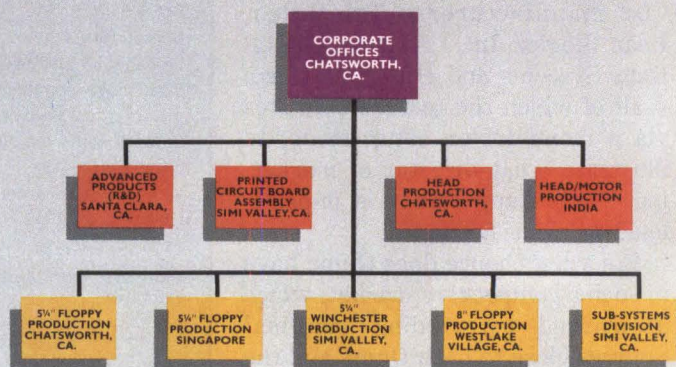 CORPORATE
OFFICES
CHATSWORTH,
CA.
ADVANCED
PRODUCTS
(R&D)
SANTA CLARA,
CA.
PRINTED
CIRCUIT BOARD
ASSEMBLY
SIMI VALLEY, CA.
HEAD
PRODUCTION
CHATSWORTH,
CA.
HEAD/MOTOR
PRODUCTION
INDIA
5¼" FLOPPY
PRODUCTION
CHATSWORTH,
CA.
5¼" FLOPPY
PRODUCTION
SINGAPORE
5¼"
WINCHESTER
PRODUCTION
SIMI VALLEY,
CA.
8" FLOPPY
PRODUCTION
WESTLAKE
VILLAGE, CA.
SUB-SYSTEMS
DIVISION
SIMI VALLEY,
CA.